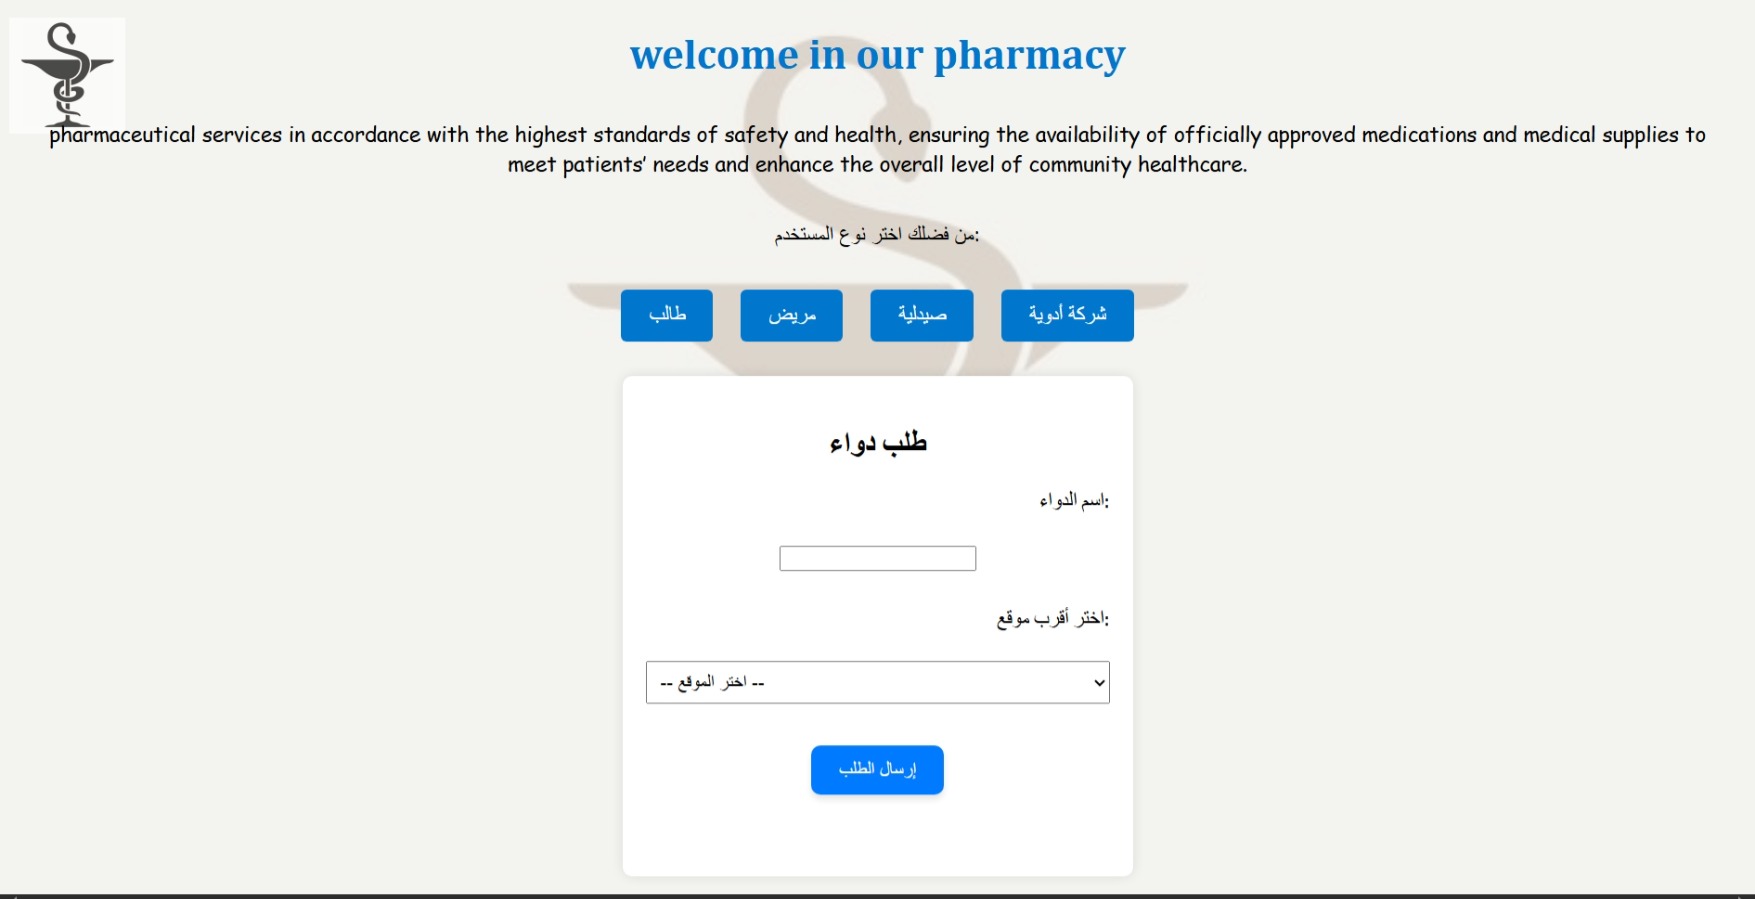 welcome in our pharmacy
pharmaceutical services in accordance with the highest standards of safety and health, ensuring the availability of officially approved medications and medical supplies to
meet patients' needs and enhance the overall level of community healthcare.
من فضلك اختر نوع المستخدم:
شركة أدوية
صيدلية
مريض
طالب
طلب دواء
اسم الدواء:
اختر أقرب موقع:
-- اختر الموقع --
إرسال الطلب